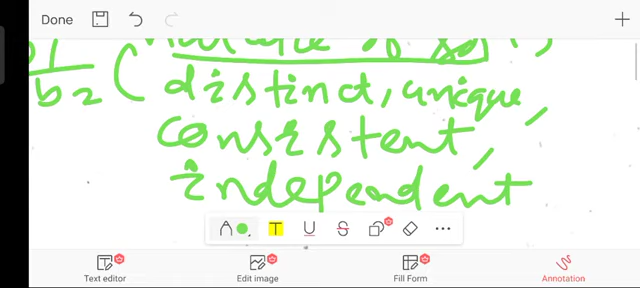 Done
b2 (
distinct, unique,
consistent,
independent
T U S
Text editor Edit image Fill Form Annotation